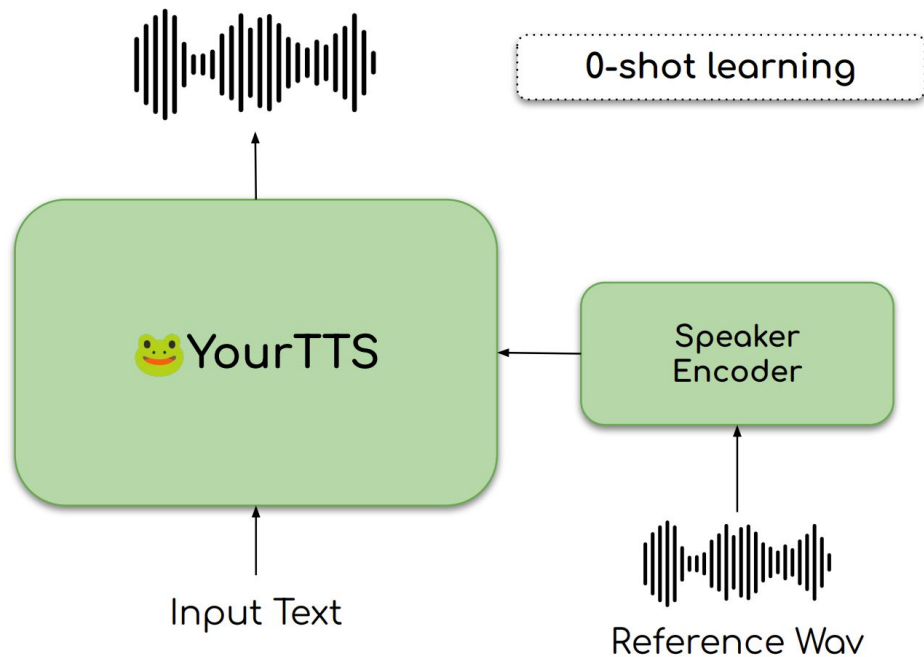 0-shot learning
🐸YourTTS
Speaker
Encoder
Input Text
Reference Wav